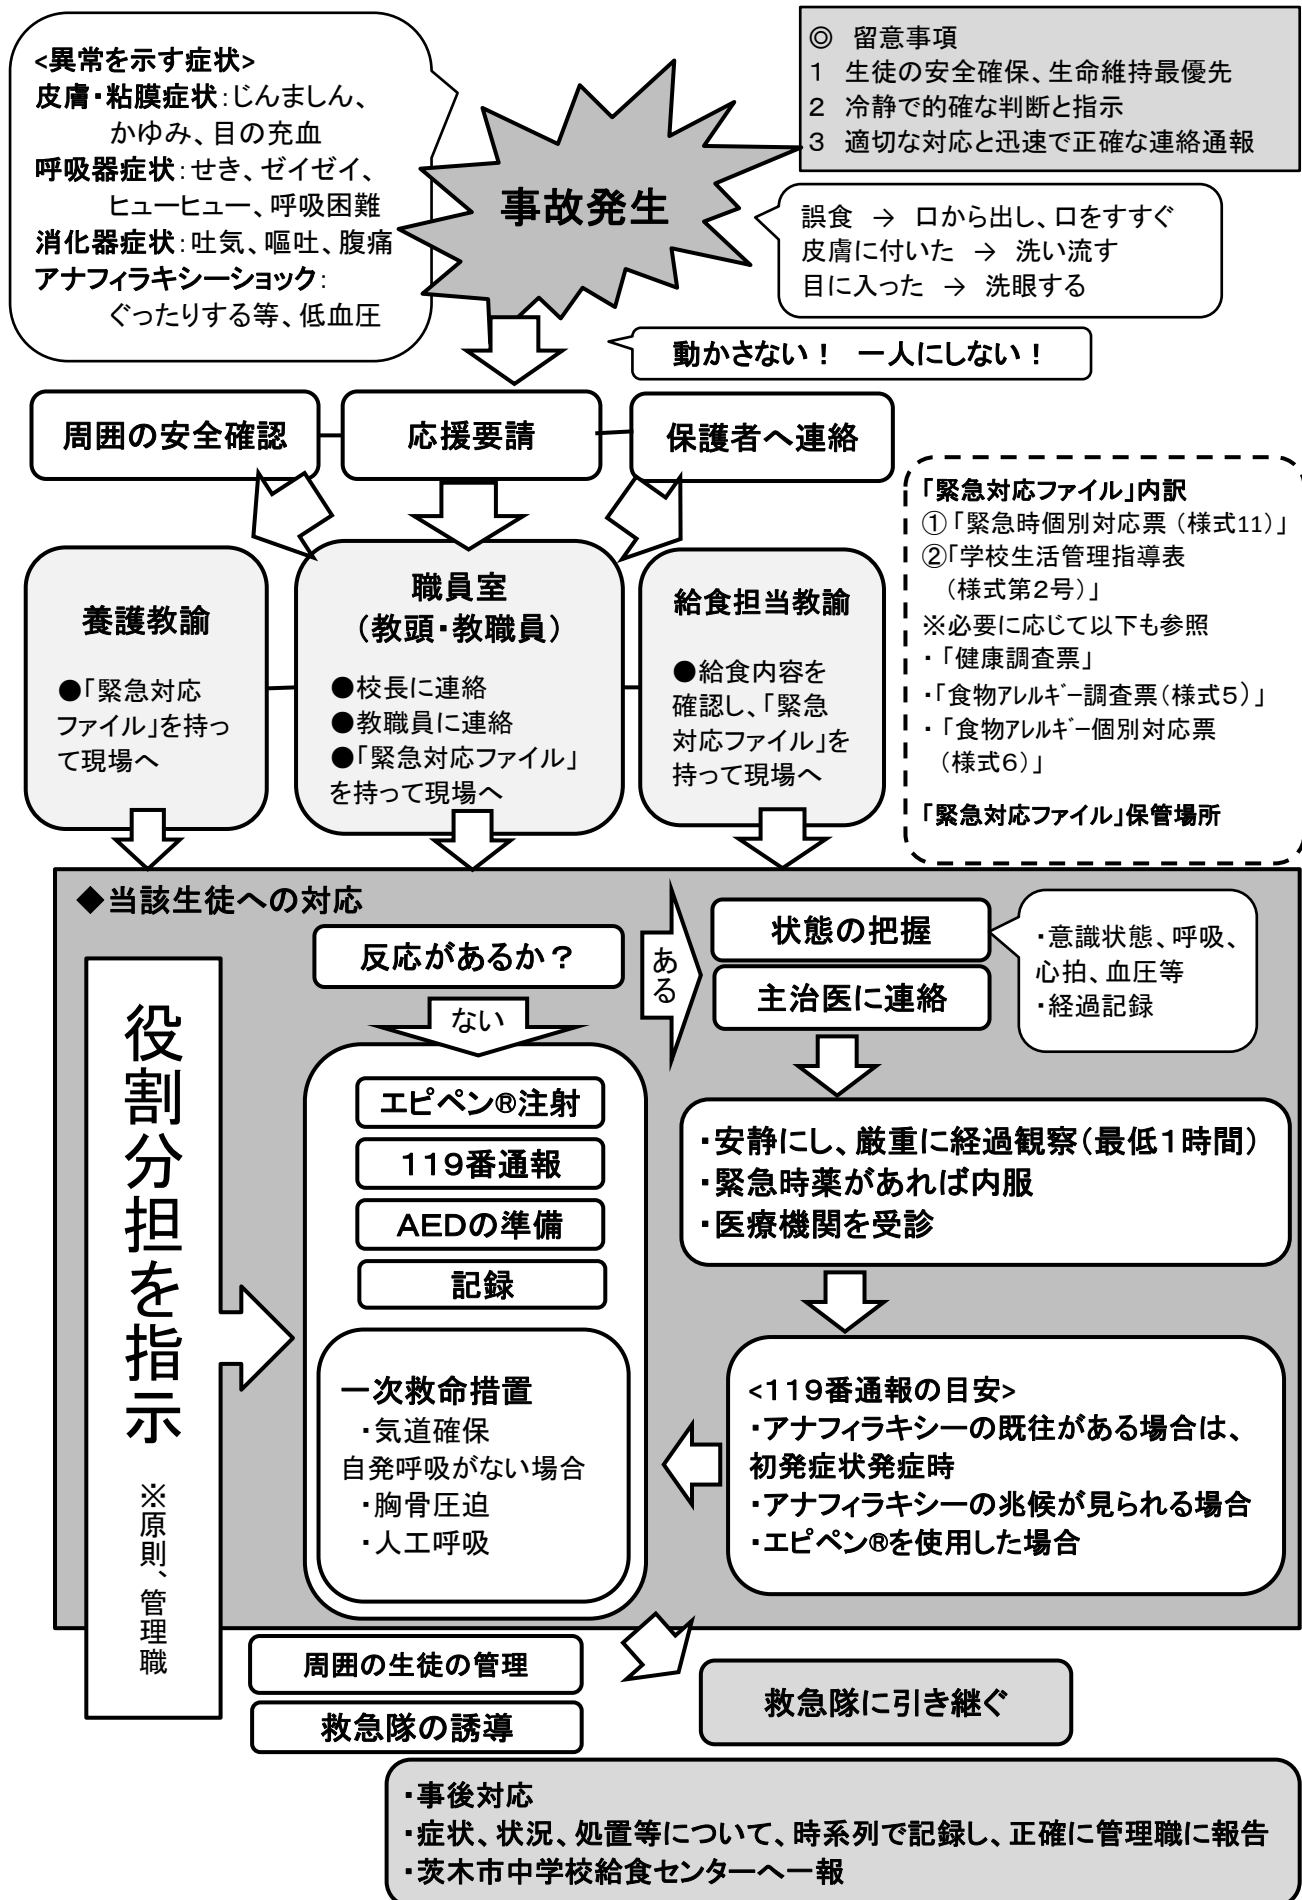 <異常を示す症状>
皮膚・粘膜症状：じんましん、
かゆみ、目の充血
呼吸器症状：せき、ゼイゼイ、
ヒューヒュー、呼吸困難
消化器症状：吐気、嘔吐、腹痛
アナフィラキシーショック：
ぐったりする等、低血圧
◎　留意事項
1　生徒の安全確保、生命維持最優先
2　冷静で的確な判断と指示
3　適切な対応と迅速で正確な連絡通報
事故発生
誤食　→　口から出し、口をすすぐ
皮膚に付いた　→　洗い流す
目に入った　→　洗眼する
動かさない！　一人にしない！
周囲の安全確認
応援要請
保護者へ連絡
「緊急対応ファイル」内訳
①「緊急時個別対応票（様式11）」
②「学校生活管理指導表
（様式第2号）」
※必要に応じて以下も参照
・「健康調査票」
・「食物ｱﾚﾙｷﾞｰ調査票（様式5）」
・「食物ｱﾚﾙｷﾞｰ個別対応票
（様式6）」
「緊急対応ファイル」保管場所
養護教諭
●「緊急対応
ファイル」を持っ
て現場へ
職員室
（教頭・教職員）
●校長に連絡
●教職員に連絡
●「緊急対応ファイル」
を持って現場へ
給食担当教諭
●給食内容を
確認し、「緊急
対応ファイル」を
持って現場へ
◆当該生徒への対応
役割分担を指示　※原則、管理職
反応があるか？
ある
ない
状態の把握
主治医に連絡
・意識状態、呼吸、
心拍、血圧等
・経過記録
エピペン®注射
119番通報
AEDの準備
記録
一次救命措置
・気道確保
自発呼吸がない場合
・胸骨圧迫
・人工呼吸
・安静にし、厳重に経過観察（最低1時間）
・緊急時薬があれば内服
・医療機関を受診
<119番通報の目安>
・アナフィラキシーの既往がある場合は、
初発症状発症時
・アナフィラキシーの兆候が見られる場合
・エピペン®を使用した場合
周囲の生徒の管理
救急隊の誘導
救急隊に引き継ぐ
・事後対応
・症状、状況、処置等について、時系列で記録し、正確に管理職に報告
・茨木市中学校給食センターへ一報